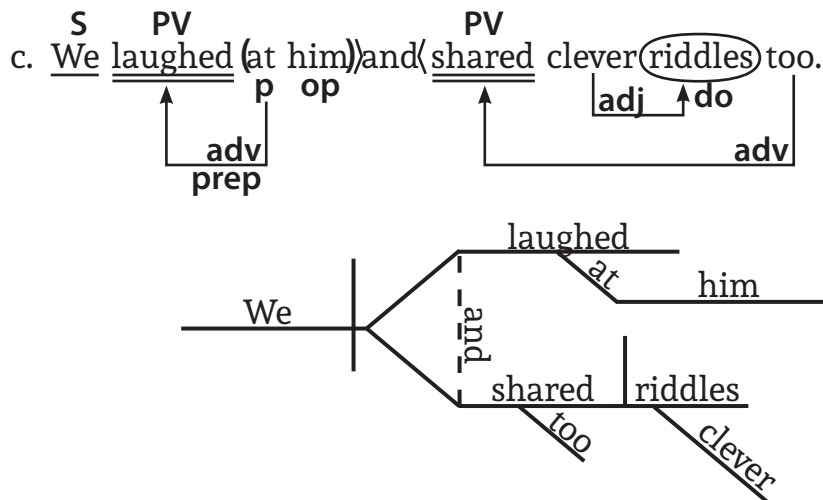 S PV PV
c. We laughed (at him)⟩and⟨shared clever riddles too.
p op adj do
adv adv
prep
laughed
at him
We and
shared riddles
too clever